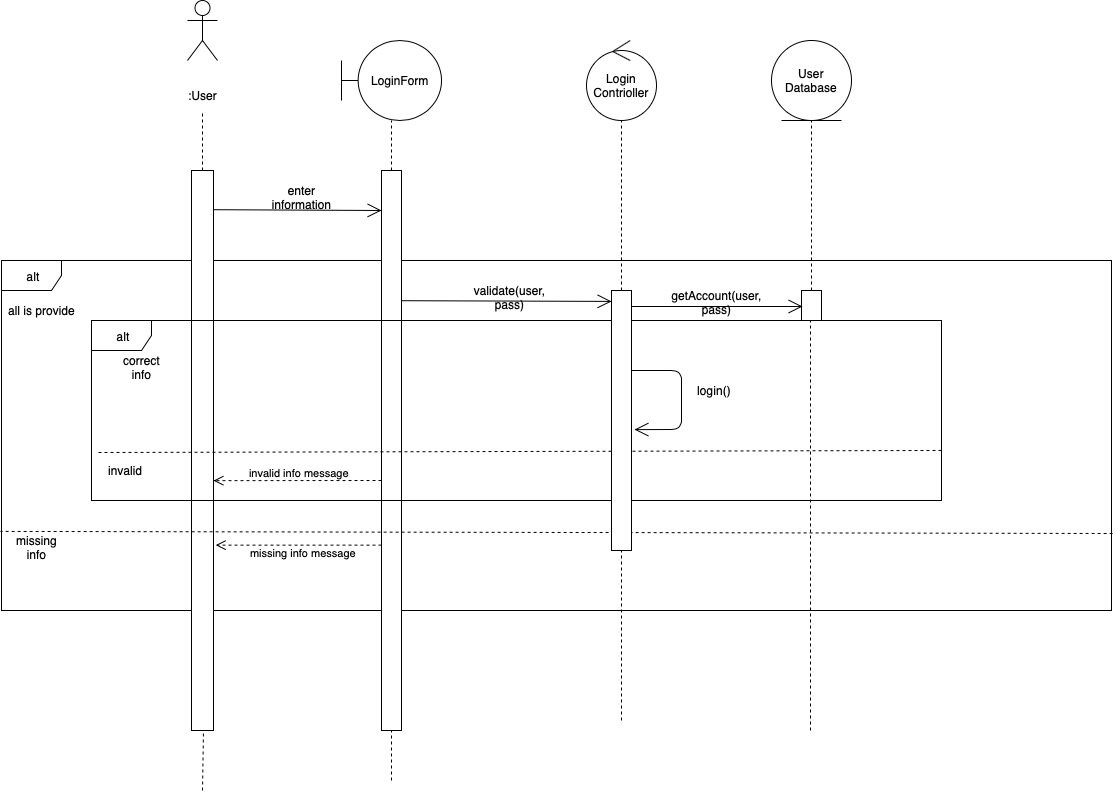 :User
LoginForm
Login
Contrioller
User
Database
enter
information
alt
all is provide
validate(user,
pass)
getAccount(user,
pass)
alt
correct
info
login()
invalid
invalid info message
missing
info
missing info message